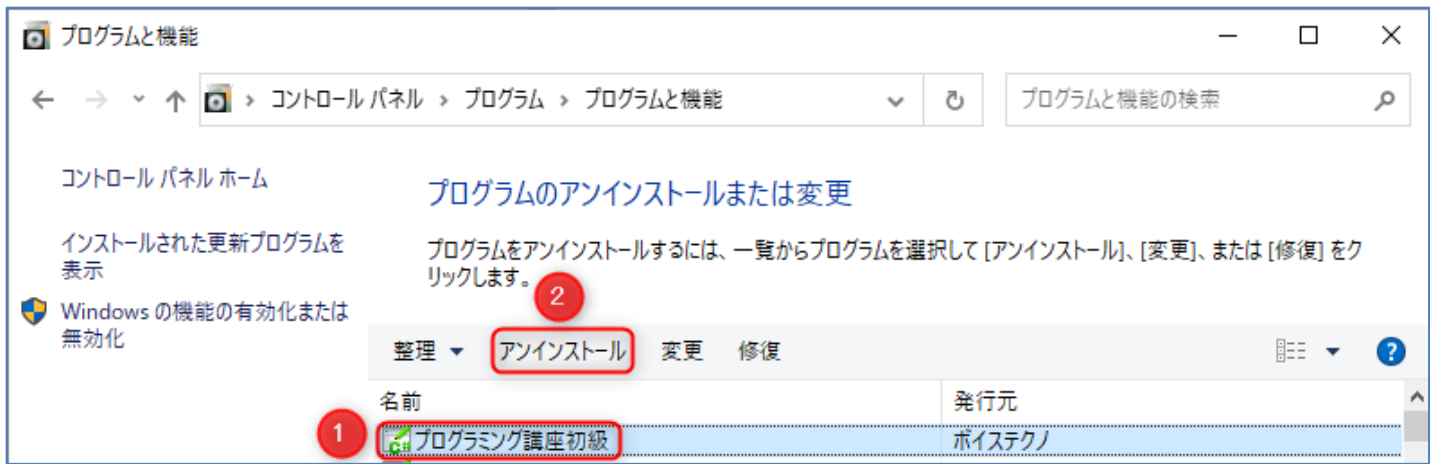 プログラムと機能
コントロール パネル › プログラム › プログラムと機能
プログラムと機能の検索
コントロール パネル ホーム
インストールされた更新プログラムを
表示
Windows の機能の有効化または
無効化
プログラムのアンインストールまたは変更
プログラムをアンインストールするには、一覧からプログラムを選択して [アンインストール]、[変更]、または [修復] をク
リックします。
2
整理 アンインストール 変更 修復 ?
名前 発行元
1 C# プログラミング講座初級 ボイステクノ